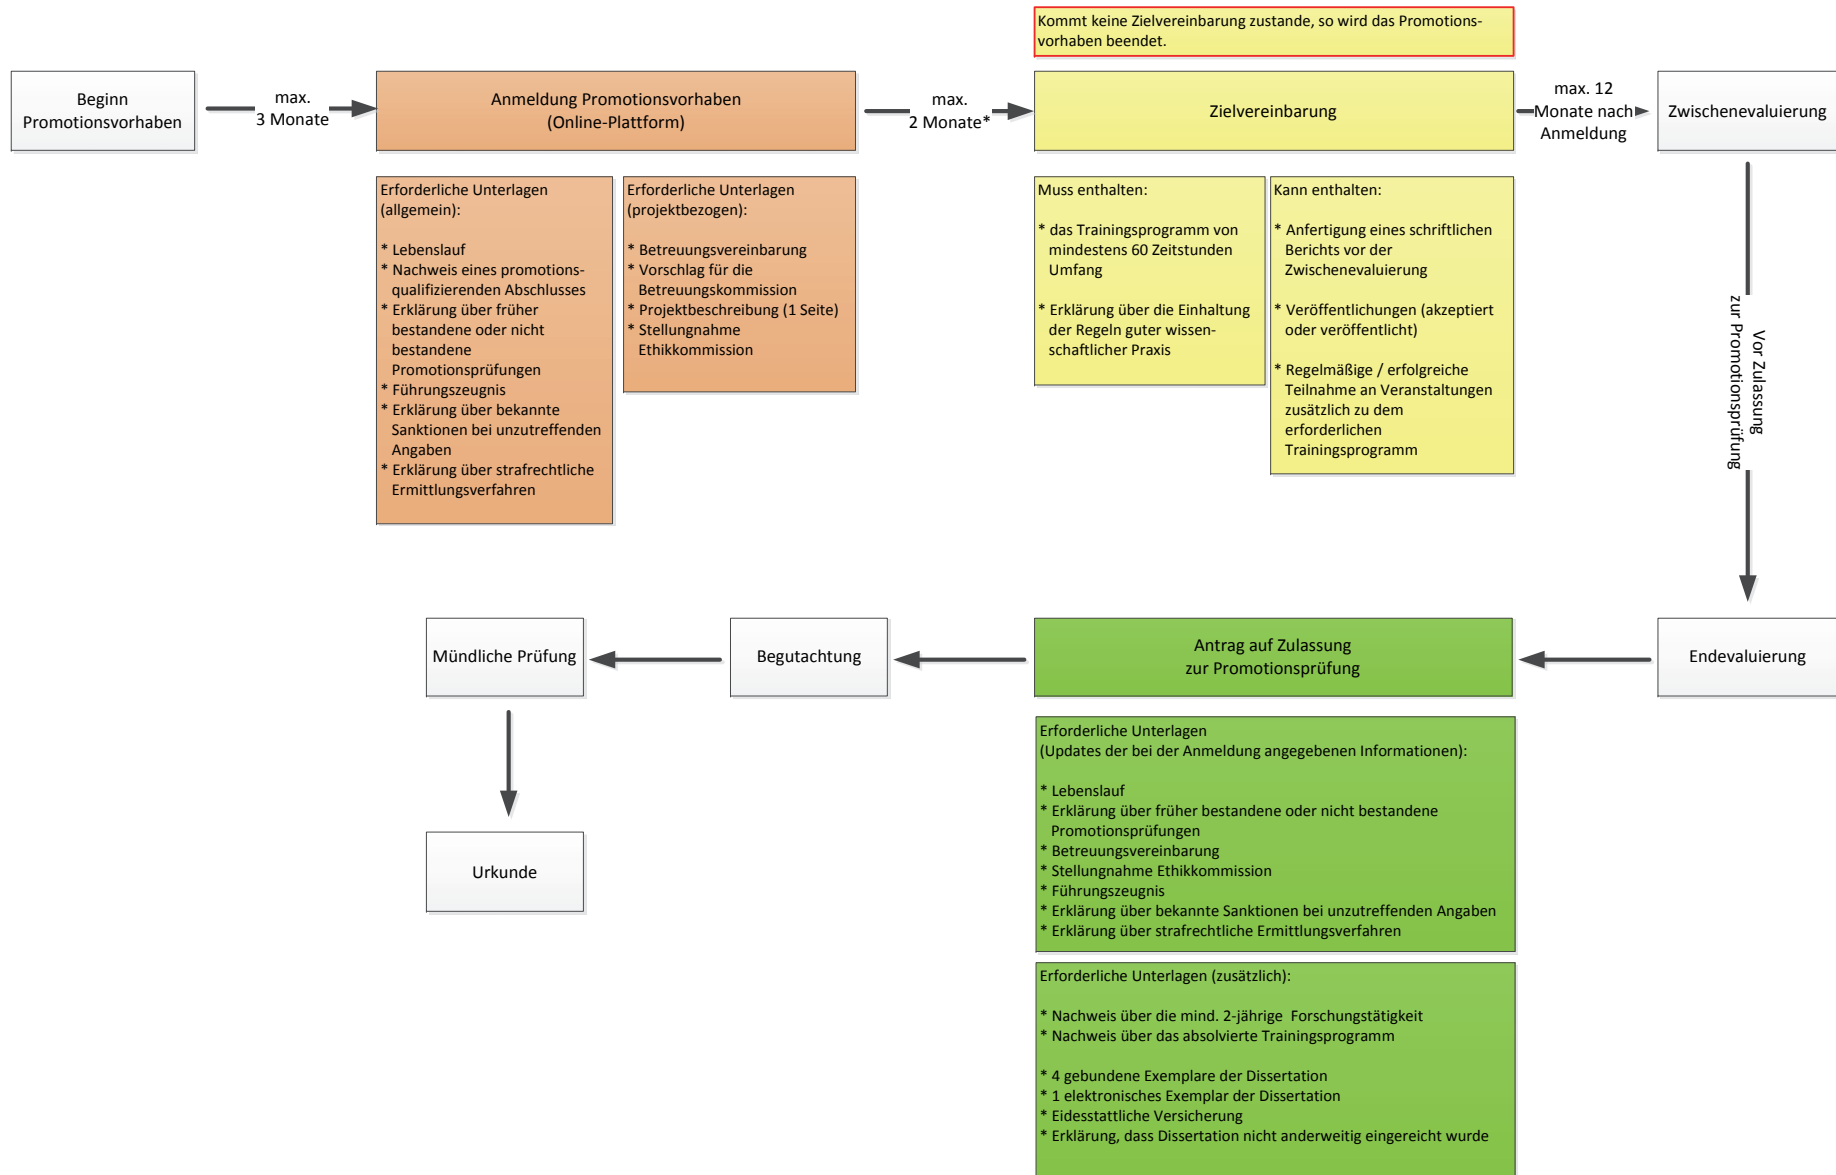 Kommt keine Zielvereinbarung zustande, so wird das Promotions-
vorhaben beendet.
Beginn
Promotionsvorhaben
max.
3 Monate
Anmeldung Promotionsvorhaben
(Online-Plattform)
max.
2 Monate*
Zielvereinbarung
max. 12
Monate nach
Anmeldung
Zwischenevaluierung
Erforderliche Unterlagen
(allgemein):
* Lebenslauf
* Nachweis eines promotions-
qualifizierenden Abschlusses
* Erklärung über früher
bestandene oder nicht
bestandene
Promotionsprüfungen
* Führungszeugnis
* Erklärung über bekannte
Sanktionen bei unzutreffenden
Angaben
* Erklärung über strafrechtliche
Ermittlungsverfahren
Erforderliche Unterlagen
(projektbezogen):
* Betreuungsvereinbarung
* Vorschlag für die
Betreuungskommission
* Projektbeschreibung (1 Seite)
* Stellungnahme
Ethikkommission
Muss enthalten:
* das Trainingsprogramm von
mindestens 60 Zeitstunden
Umfang
* Erklärung über die Einhaltung
der Regeln guter wissen-
schaftlicher Praxis
Kann enthalten:
* Anfertigung eines schriftlichen
Berichts vor der
Zwischenevaluierung
* Veröffentlichungen (akzeptiert
oder veröffentlicht)
* Regelmäßige / erfolgreiche
Teilnahme an Veranstaltungen
zusätzlich zu dem
erforderlichen
Trainingsprogramm
Vor Zulassung
zur Promotionsprüfung
Endevaluierung
Antrag auf Zulassung
zur Promotionsprüfung
Begutachtung
Mündliche Prüfung
Urkunde
Erforderliche Unterlagen
(Updates der bei der Anmeldung angegebenen Informationen):
* Lebenslauf
* Erklärung über früher bestandene oder nicht bestandene
Promotionsprüfungen
* Betreuungsvereinbarung
* Stellungnahme Ethikkommission
* Führungszeugnis
* Erklärung über bekannte Sanktionen bei unzutreffenden Angaben
* Erklärung über strafrechtliche Ermittlungsverfahren
Erforderliche Unterlagen (zusätzlich):
* Nachweis über die mind. 2-jährige Forschungstätigkeit
* Nachweis über das absolvierte Trainingsprogramm
* 4 gebundene Exemplare der Dissertation
* 1 elektronisches Exemplar der Dissertation
* Eidesstattliche Versicherung
* Erklärung, dass Dissertation nicht anderweitig eingereicht wurde